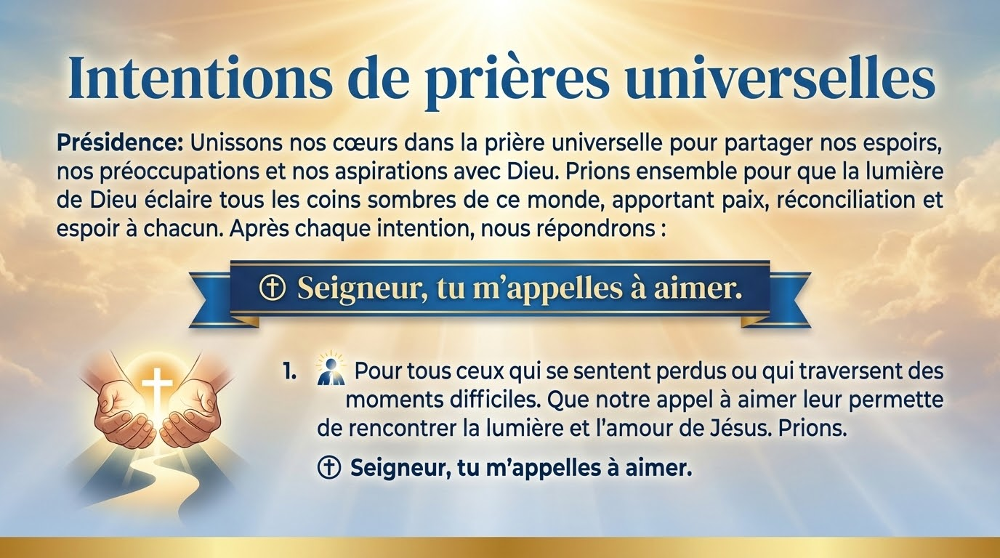 Intentions de prières universelles
Présidence: Unissons nos cœurs dans la prière universelle pour partager nos espoirs,
nos préoccupations et nos aspirations avec Dieu. Prions ensemble pour que la lumière
de Dieu éclaire tous les coins sombres de ce monde, apportant paix, réconciliation et
espoir à chacun. Après chaque intention, nous répondrons :
Seigneur, tu m’appelles à aimer.
1. Pour tous ceux qui se sentent perdus ou qui traversent des
moments difficiles. Que notre appel à aimer leur permette
de rencontrer la lumière et l’amour de Jésus. Prions.
Seigneur, tu m’appelles à aimer.